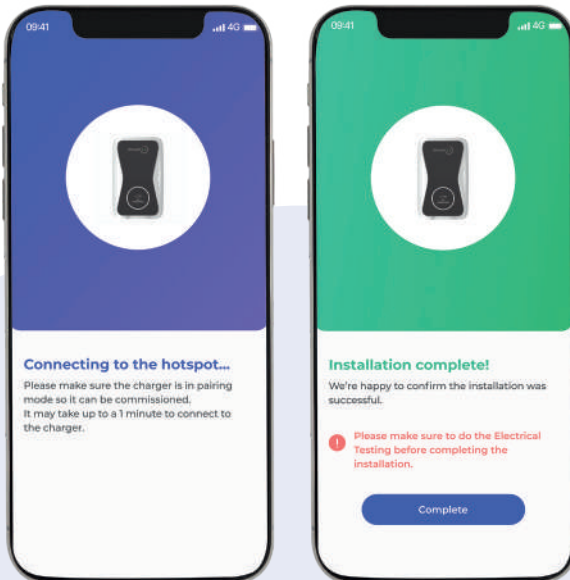 09:41
4G
Connecting to the hotspot...
Please make sure the charger is in pairing
mode so it can be commissioned.
It may take up to a 1 minute to connect to
the charger.
09:41
4G
Installation complete!
We're happy to confirm the installation was
successful.
Please make sure to do the Electrical
Testing before completing the
installation.
Complete